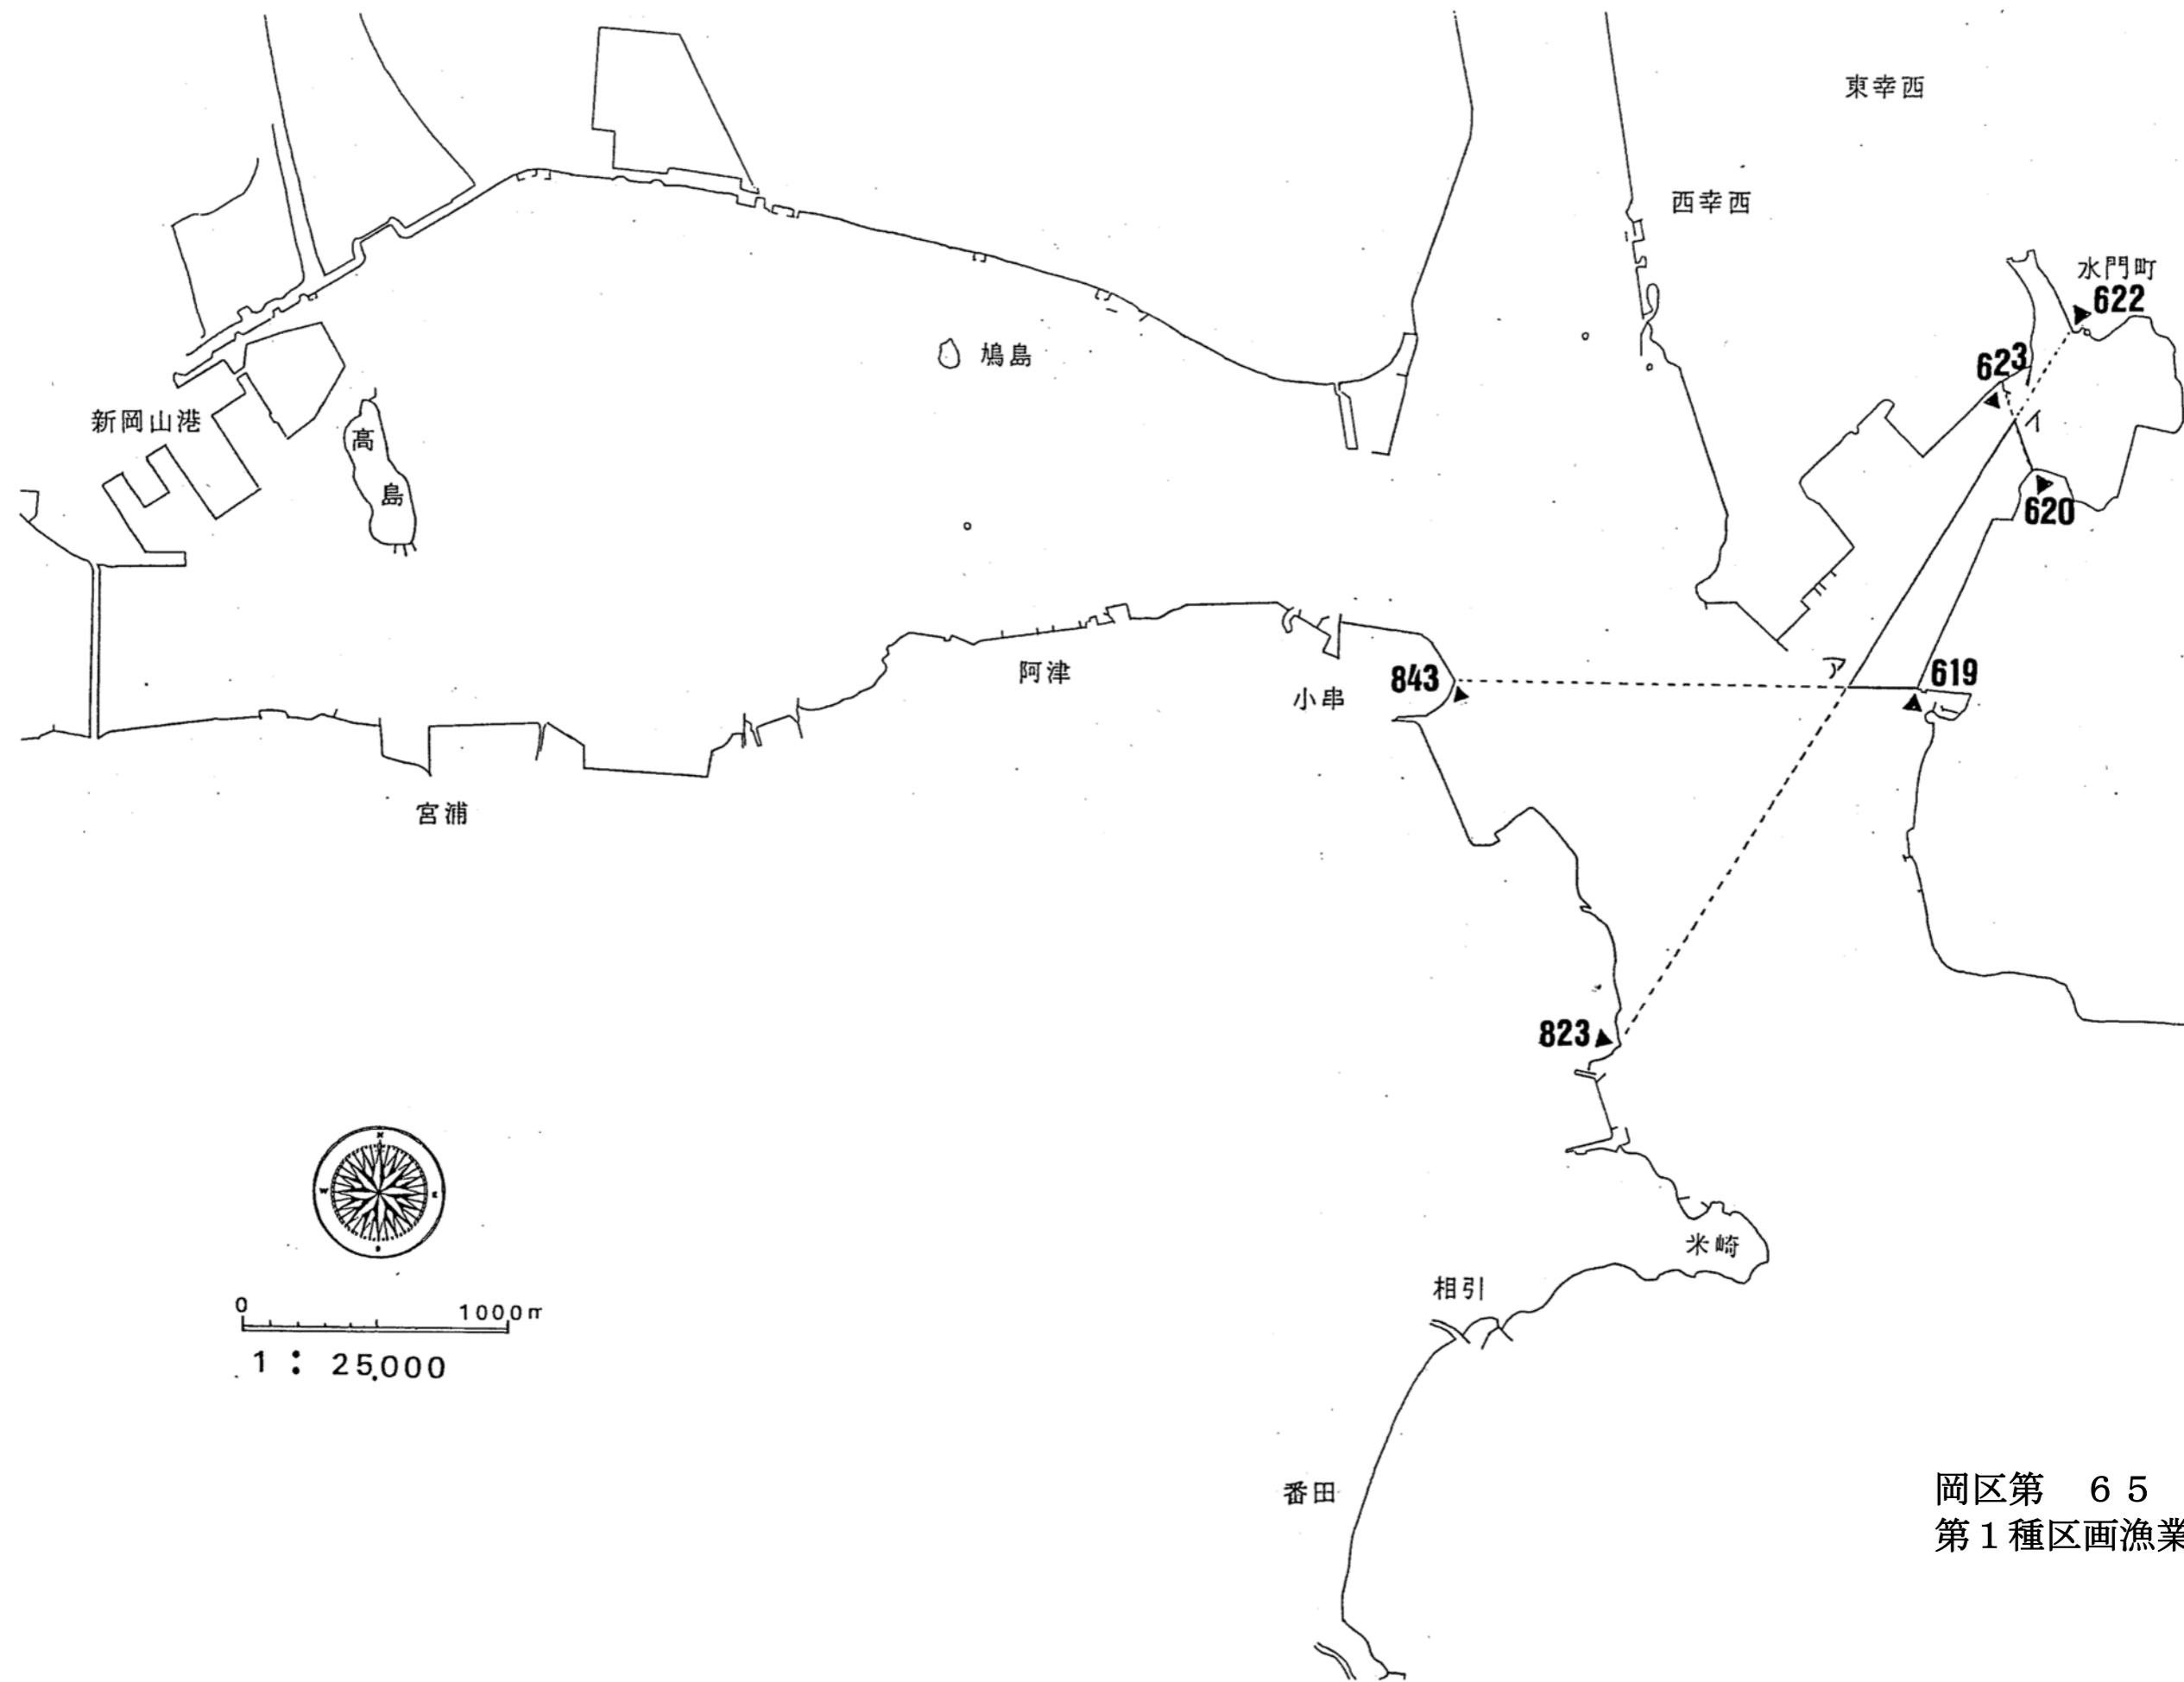 東幸西
西幸西
水門町
622
623
鳩島
イ
新岡山港
高
島
620
ア
619
阿津
843
小串
宮浦
823
N
W
E
S
米崎
相引
0
1000m
1：25,000
番田
岡区第　６５
第１種区画漁業